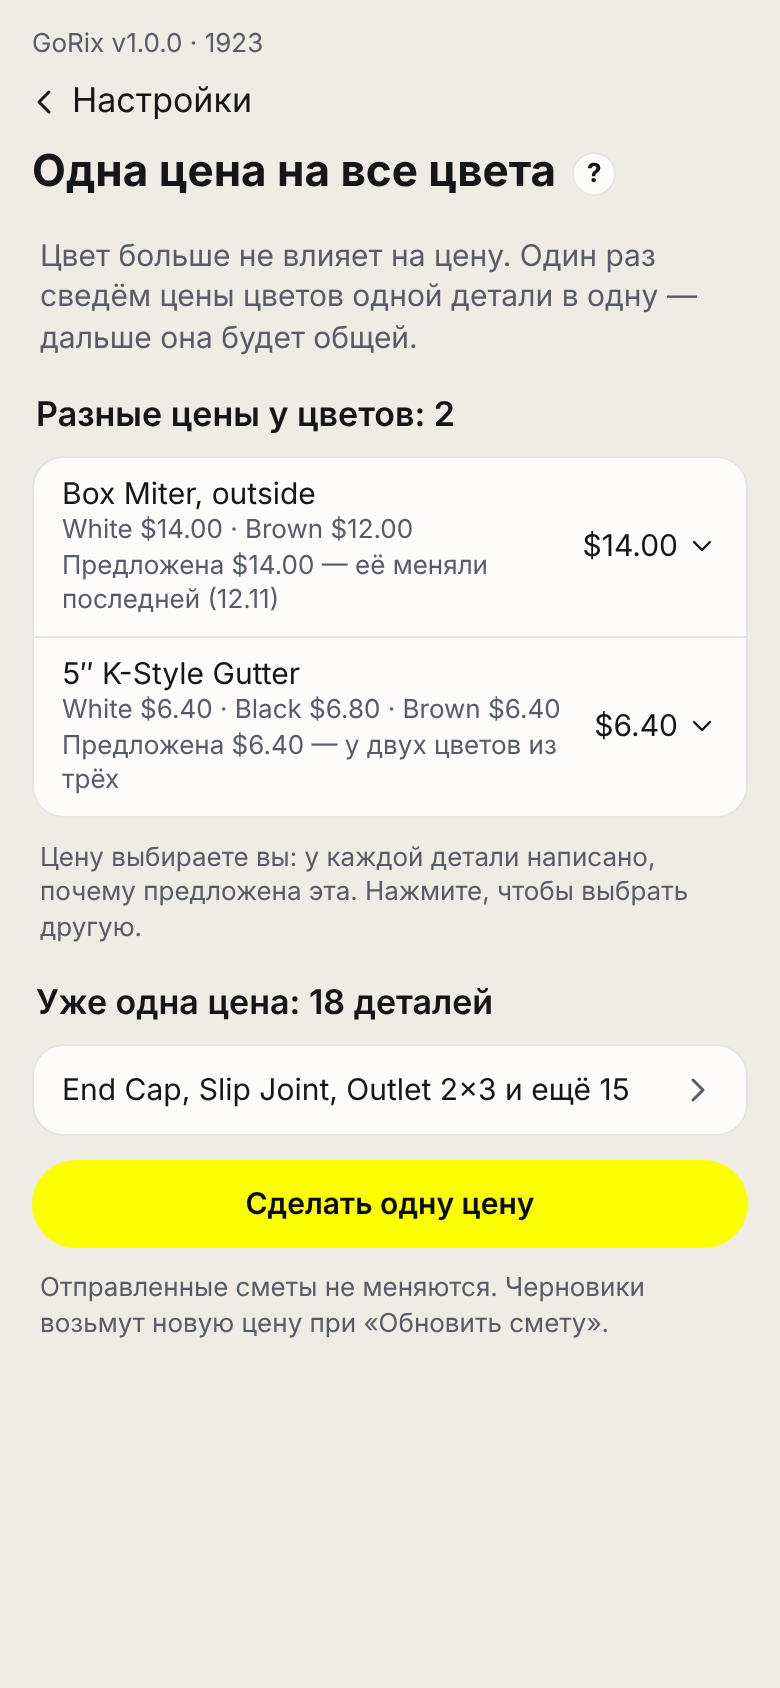 GoRix v1.0.0 · 1923
Настройки
Одна цена на все цвета ?
Цвет больше не влияет на цену. Один раз
сведём цены цветов одной детали в одну —
дальше она будет общей.
Разные цены у цветов: 2
Box Miter, outside
White $14.00 · Brown $12.00
Предложена $14.00 — её меняли
последней (12.11)
$14.00
5″ K-Style Gutter
White $6.40 · Black $6.80 · Brown $6.40
Предложена $6.40 — у двух цветов из
трёх
$6.40
Цену выбираете вы: у каждой детали написано,
почему предложена эта. Нажмите, чтобы выбрать
другую.
Уже одна цена: 18 деталей
End Cap, Slip Joint, Outlet 2×3 и ещё 15
Сделать одну цену
Отправленные сметы не меняются. Черновики
возьмут новую цену при «Обновить смету».